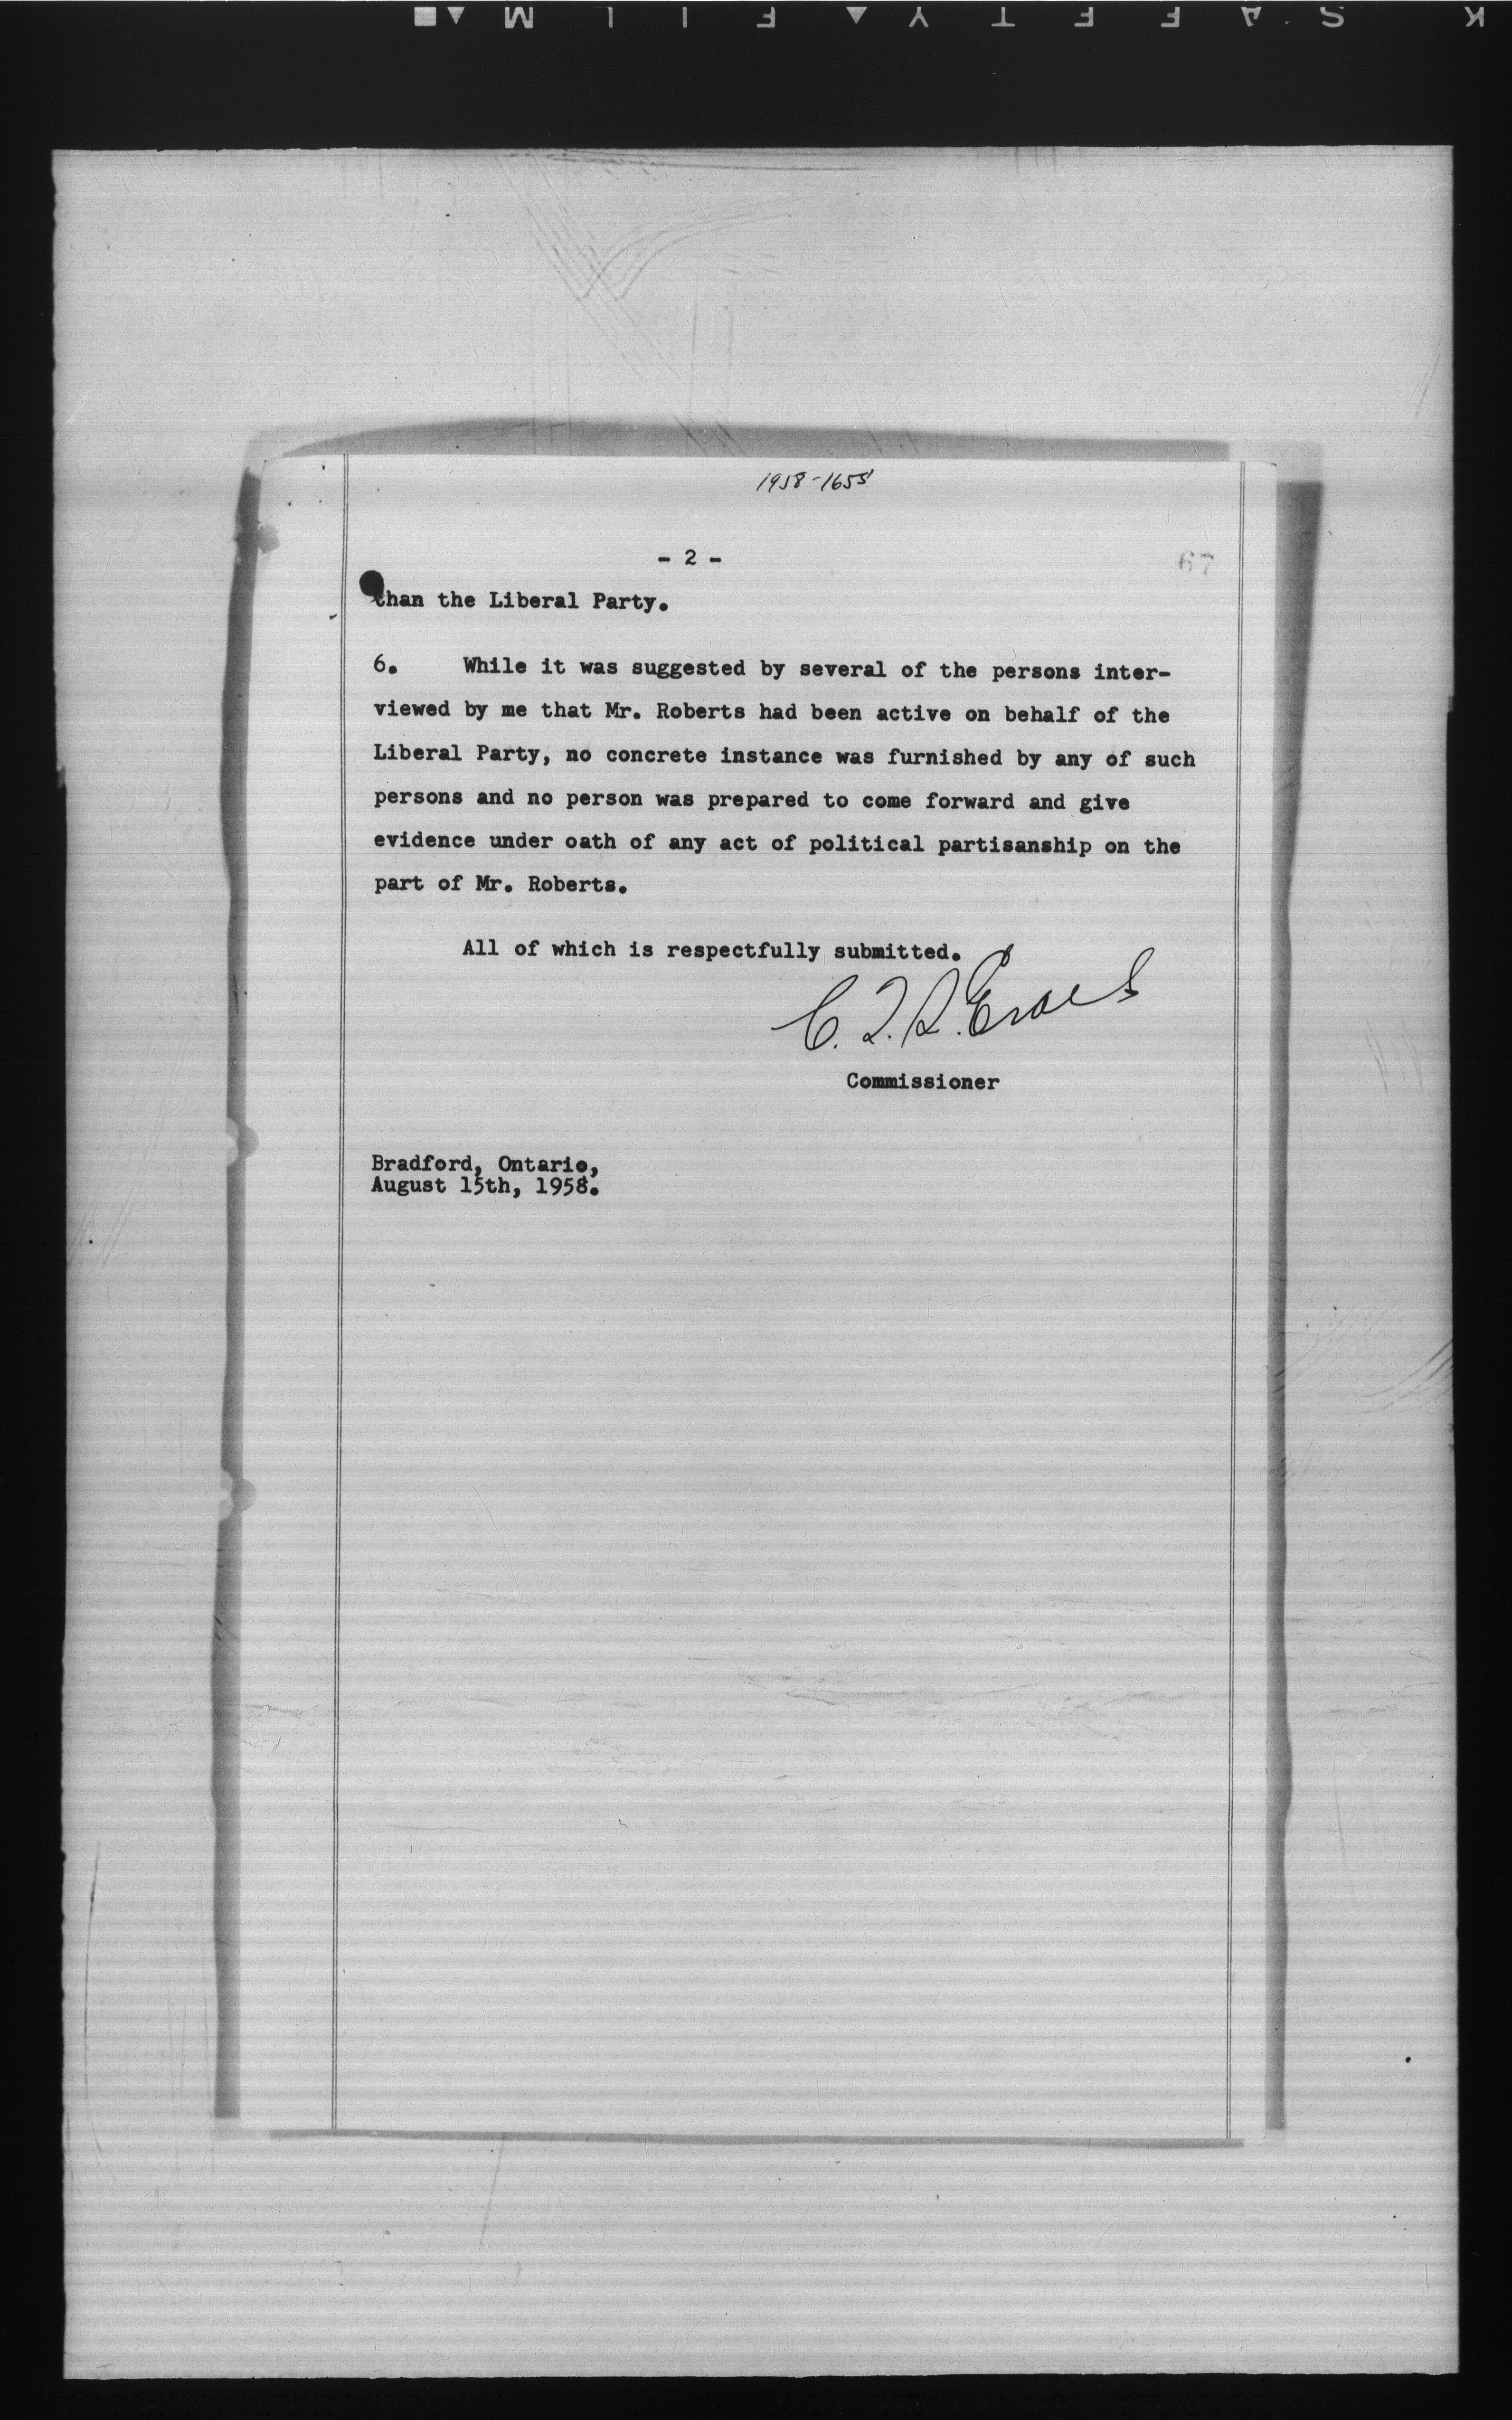 1958-1655
- 2 -
67
than the Liberal Party.
6. While it was suggested by several of the persons inter-
viewed by me that Mr. Roberts had been active on behalf of the
Liberal Party, no concrete instance was furnished by any of such
persons and no person was prepared to come forward and give
evidence under oath of any act of political partisanship on the
part of Mr. Roberts.
All of which is respectfully submitted.
Commissioner
Bradford, Ontario,
August 15th, 1958.